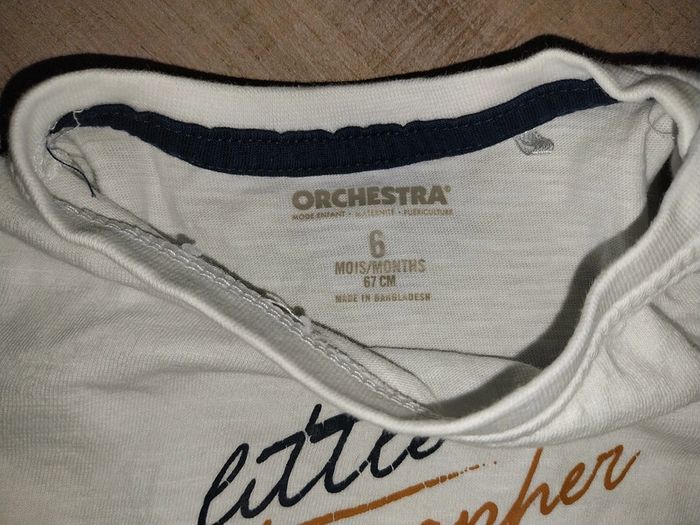 ORCHESTRA®
MODE ENFANT • MATERNITÉ • PUÉRICULTURE
6
MOIS/MONTHS
67 CM
MADE IN BANGLADESH
little